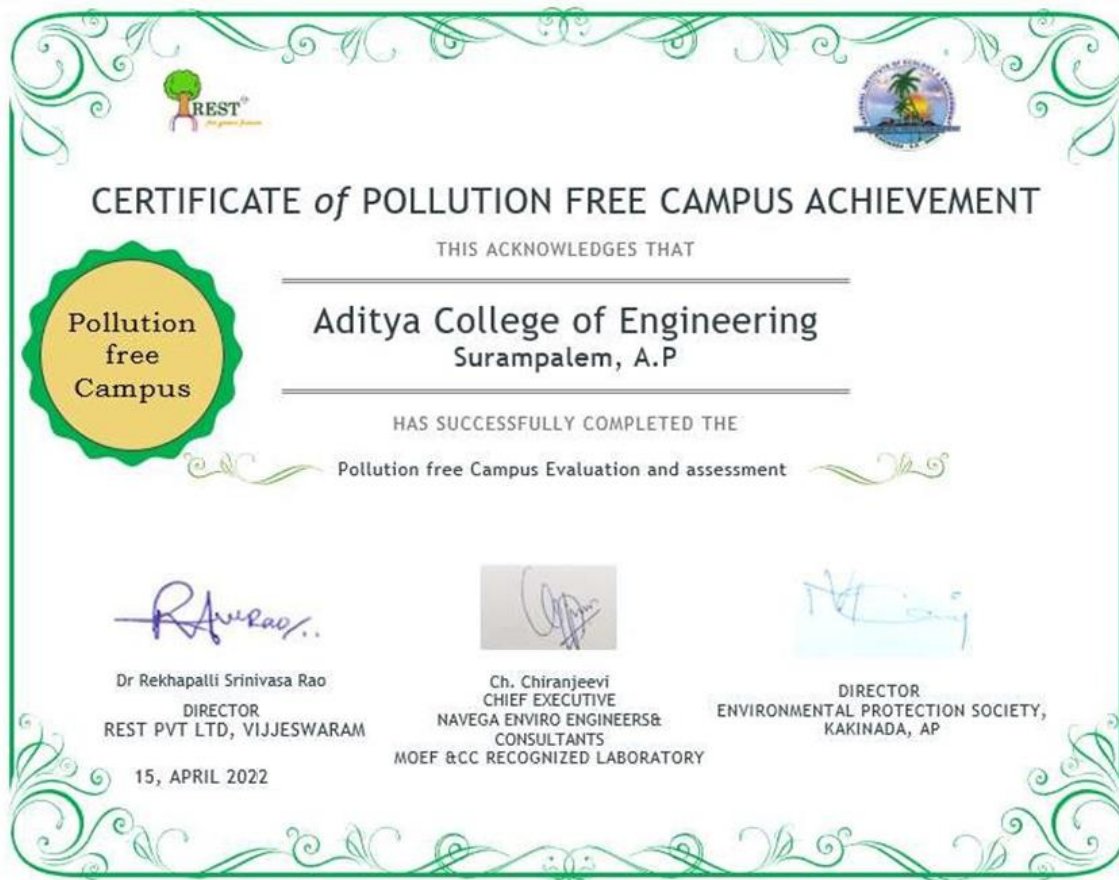 REST
CERTIFICATE of POLLUTION FREE CAMPUS ACHIEVEMENT
THIS ACKNOWLEDGES THAT
Pollution
free
Campus
Aditya College of Engineering
Surampalem, A.P
HAS SUCCESSFULLY COMPLETED THE
Pollution free Campus Evaluation and assessment
Dr Rekhapalli Srinivasa Rao
DIRECTOR
REST PVT LTD, VIJJESWARAM
15, APRIL 2022
Ch. Chiranjeevi
CHIEF EXECUTIVE
NAVEGA ENVIRO ENGINEERS&
CONSULTANTS
MOEF &CC RECOGNIZED LABORATORY
DIRECTOR
ENVIRONMENTAL PROTECTION SOCIETY,
KAKINADA, AP